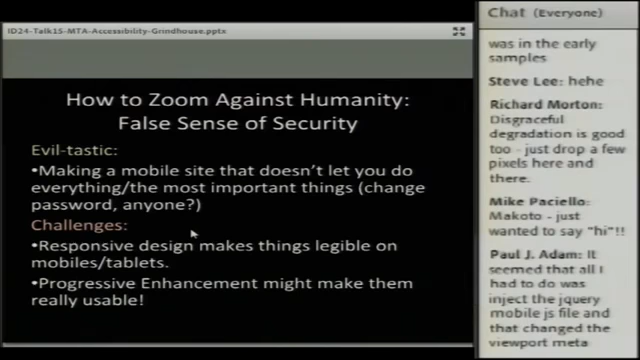 ID24-Talk15-MTA-Accessibility-Grindhouse.pptx
How to Zoom Against Humanity:
False Sense of Security
Evil-tastic:
•Making a mobile site that doesn't let you do
everything/the most important things (change
password, anyone?)
Challenges:
•Responsive design makes things legible on
mobiles/tablets.
•Progressive Enhancement might make them
really usable!
Chat (Everyone)
was in the early
samples
Steve Lee: hehe
Richard Morton:
Disgraceful
degradation is good
too - just drop a few
pixels here and
there.
Mike Paciello:
Makoto - just
wanted to say "hi"!!
Paul J. Adam: It
seemed that all I
had to do was
inject the jquery
mobile js file and
that changed the
viewport meta